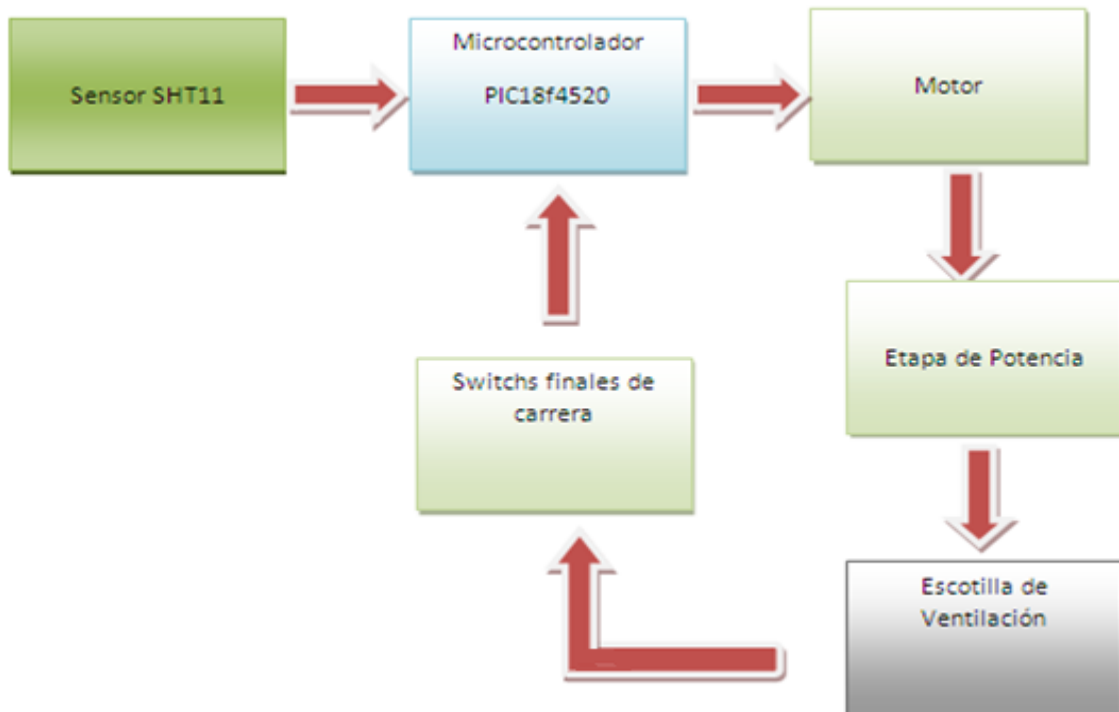 Sensor SHT11
Microcontrolador
PIC18f4520
Motor
Etapa de Potencia
Switchs finales de
carrera
Escotilla de
Ventilación